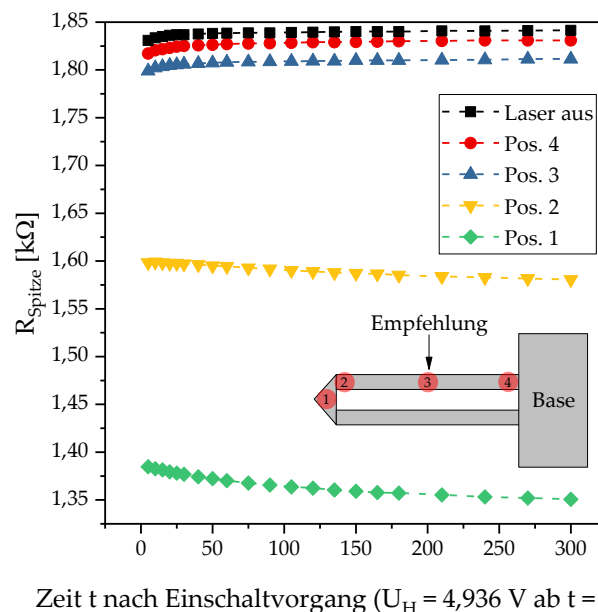 R_Spitze [kΩ]
1,85
1,80
1,75
1,70
1,65
1,60
1,55
1,50
1,45
1,40
1,35
Laser aus
Pos. 4
Pos. 3
Pos. 2
Pos. 1
Empfehlung
1
2
3
4
Base
0 50 100 150 200 250 300
Zeit t nach Einschaltvorgang (U_H = 4,936 V ab t =